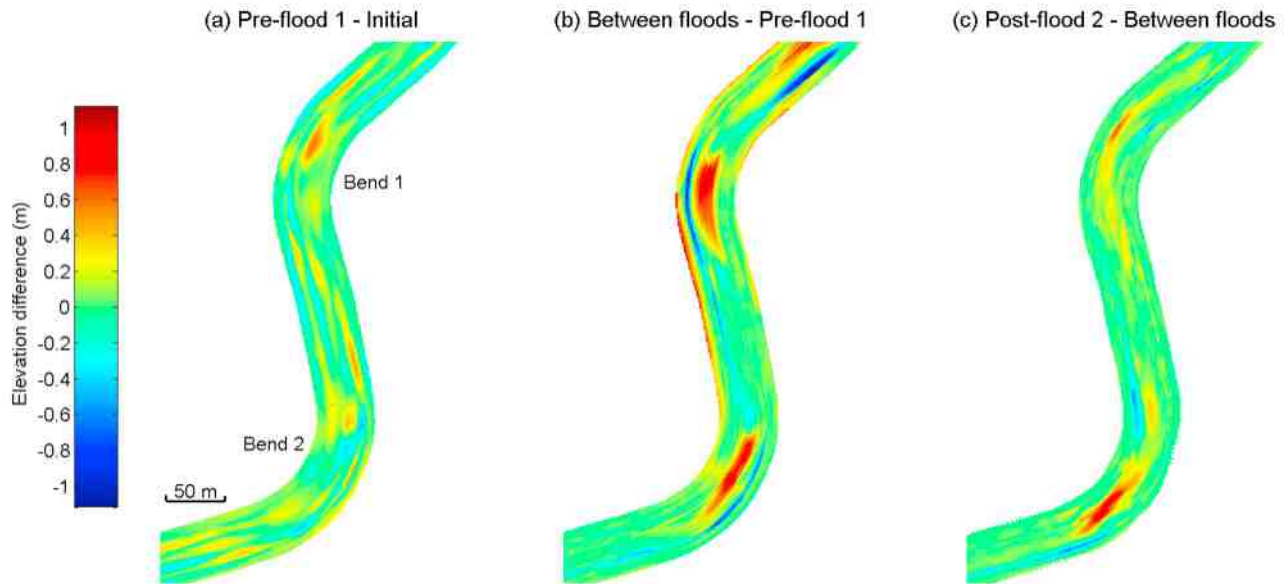 (a) Pre-flood 1 - Initial
(b) Between floods - Pre-flood 1
(c) Post-flood 2 - Between floods
Elevation difference (m)
1
0.8
0.6
0.4
0.2
0
-0.2
-0.4
-0.6
-0.8
-1
Bend 1
Bend 2
50 m